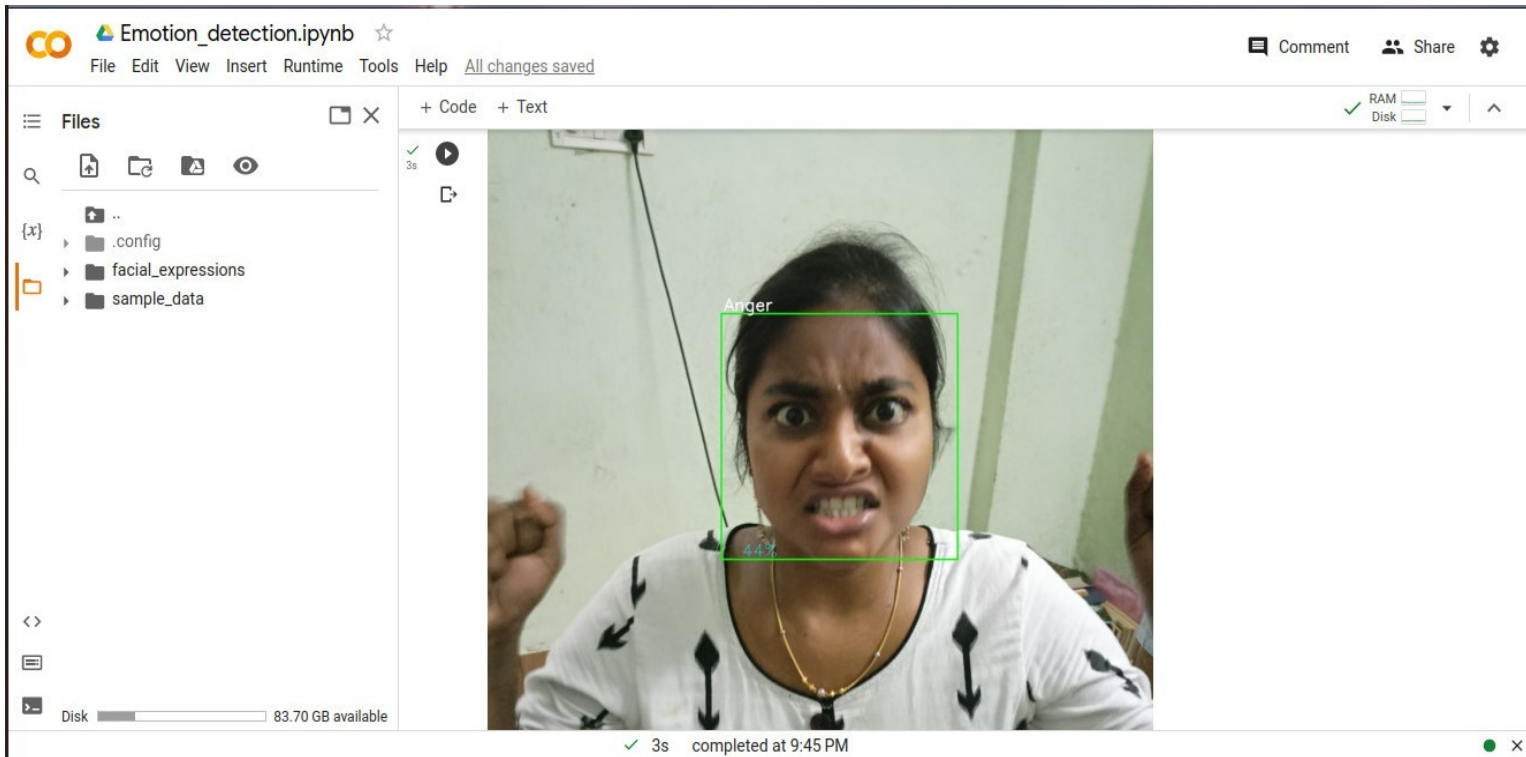 Emotion_detection.ipynb
Comment
Share
File Edit View Insert Runtime Tools Help All changes saved
Files
+ Code + Text
RAM
Disk
3s
..
{x}
.config
facial_expressions
sample_data
Anger
44%
<>
Disk 83.70 GB available
3s completed at 9:45 PM